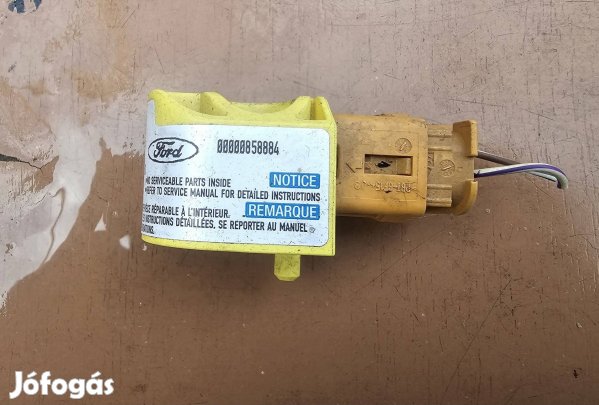 Ford
00000858884
NO SERVICEABLE PARTS INSIDE
NOTICE
REFER TO SERVICE MANUAL FOR DETAILED INSTRUCTIONS
RÉPARABLE À L'INTÉRIEUR.
REMARQUE
INSTRUCTIONS DÉTAILLÉES, SE REPORTER AU MANUEL
Jófogás